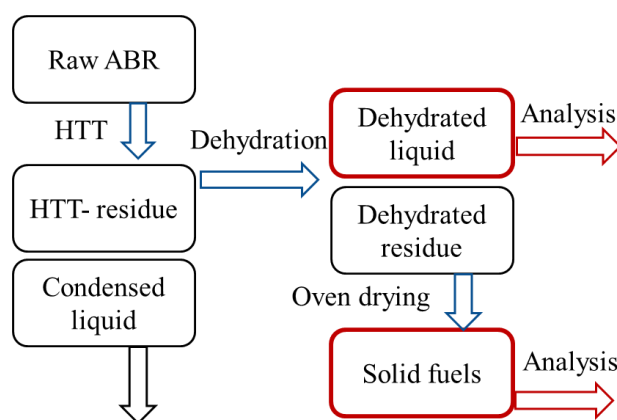 Raw ABR
HTT
HTT- residue
Condensed
liquid
Dehydration
Dehydrated
liquid
Analysis
Dehydrated
residue
Oven drying
Solid fuels
Analysis